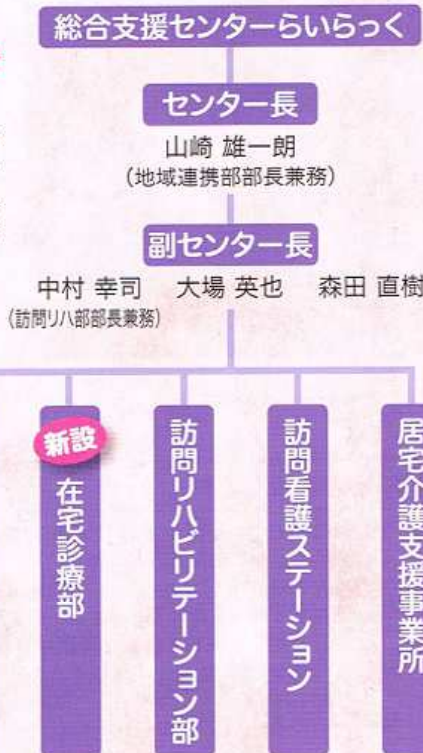 総合支援センターらいらっく
センター長
山崎 雄一朗
(地域連携部部長兼務)
副センター長
中村 幸司 大場 英也 森田 直樹
(訪問リハ部部長兼務)
新設
在宅診療部
訪問リハビリテーション部
訪問看護ステーション
居宅介護支援事業所